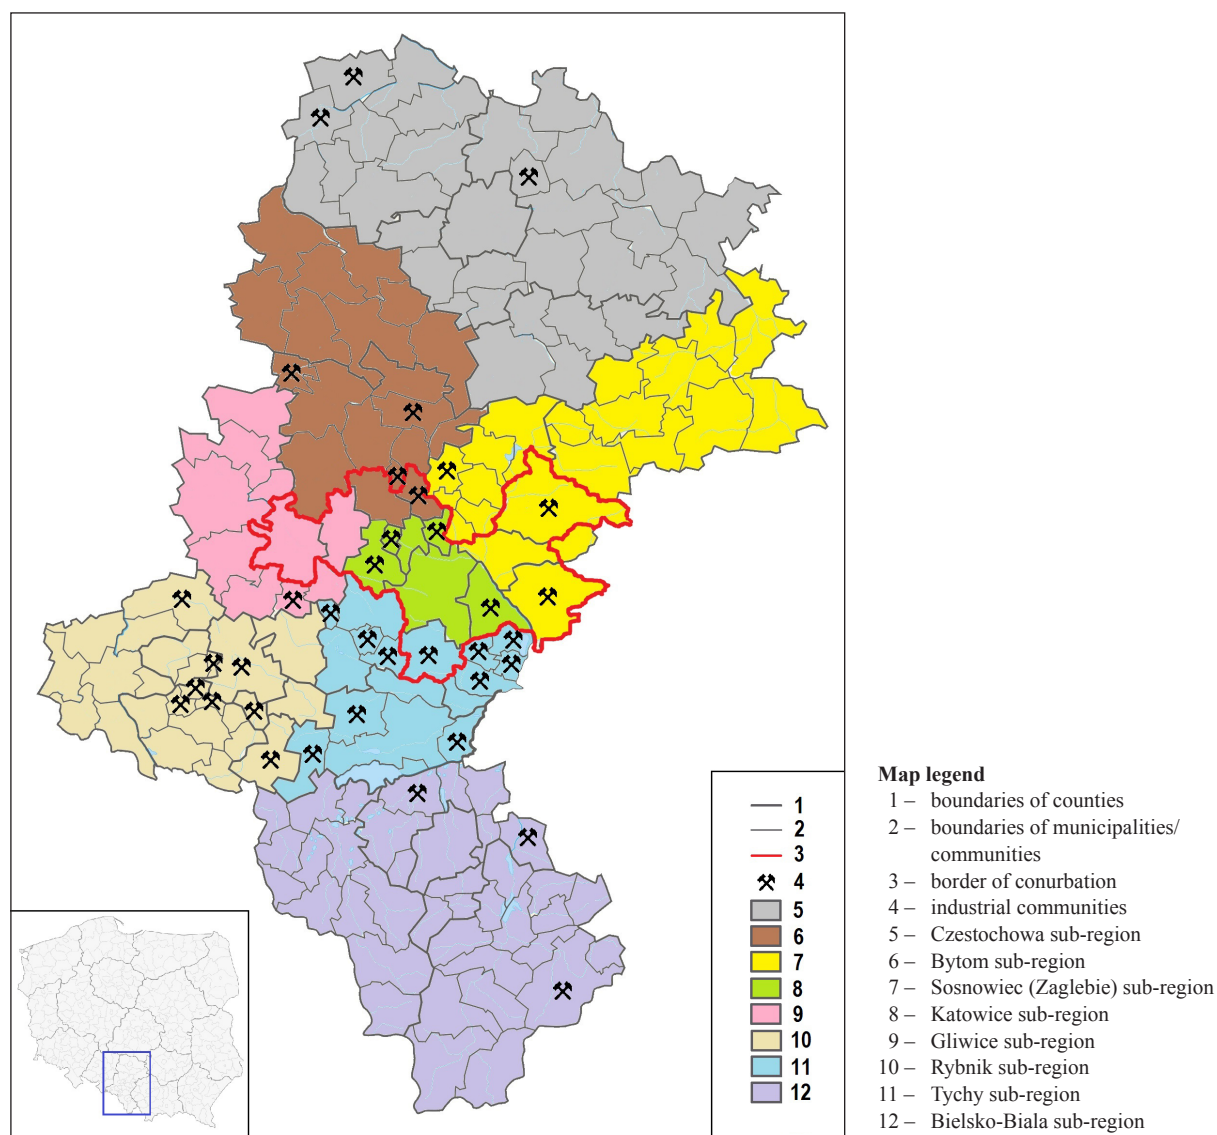 1
2
3
4
5
6
7
8
9
10
11
12
Map legend
1 – boundaries of counties
2 – boundaries of municipalities/
communities
3 – border of conurbation
4 – industrial communities
5 – Czestochowa sub-region
6 – Bytom sub-region
7 – Sosnowiec (Zaglebie) sub-region
8 – Katowice sub-region
9 – Gliwice sub-region
10 – Rybnik sub-region
11 – Tychy sub-region
12 – Bielsko-Biala sub-region